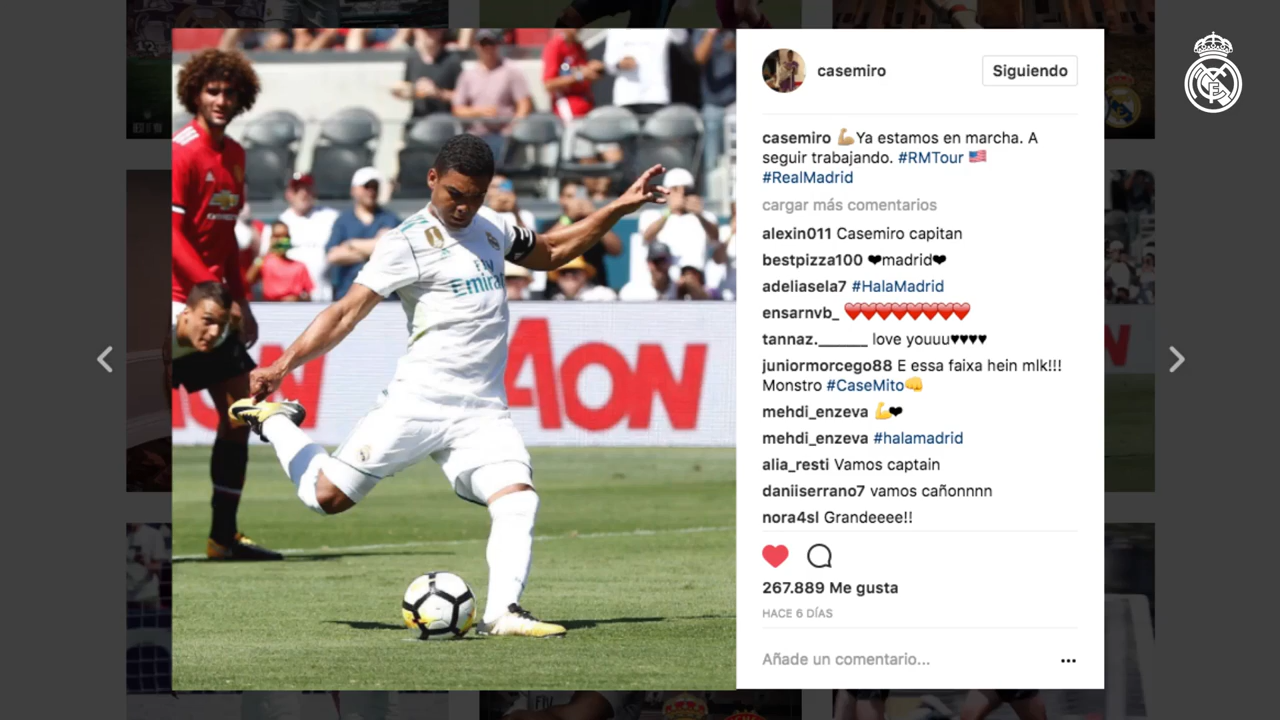 casemiro
Siguiendo
casemiro 💪🏽Ya estamos en marcha. A
seguir trabajando. #RMTour 🇺🇸
#RealMadrid
cargar más comentarios
alexin011 Casemiro capitan
bestpizza100 ❤madrid❤
adeliasela7 #HalaMadrid
ensarnvb_ ❤️❤️❤️❤️❤️❤️❤️❤️❤️
tannaz._______ love youuu♥♥♥♥
juniormorcego88 E essa faixa hein mlk!!!
Monstro #CaseMito👊
mehdi_enzeva 💪❤
mehdi_enzeva #halamadrid
alia_resti Vamos captain
daniiserrano7 vamos cañonnnn
nora4sl Grandeeee!!
267.889 Me gusta
HACE 6 DÍAS
Añade un comentario...
Fly
Emirates
AON